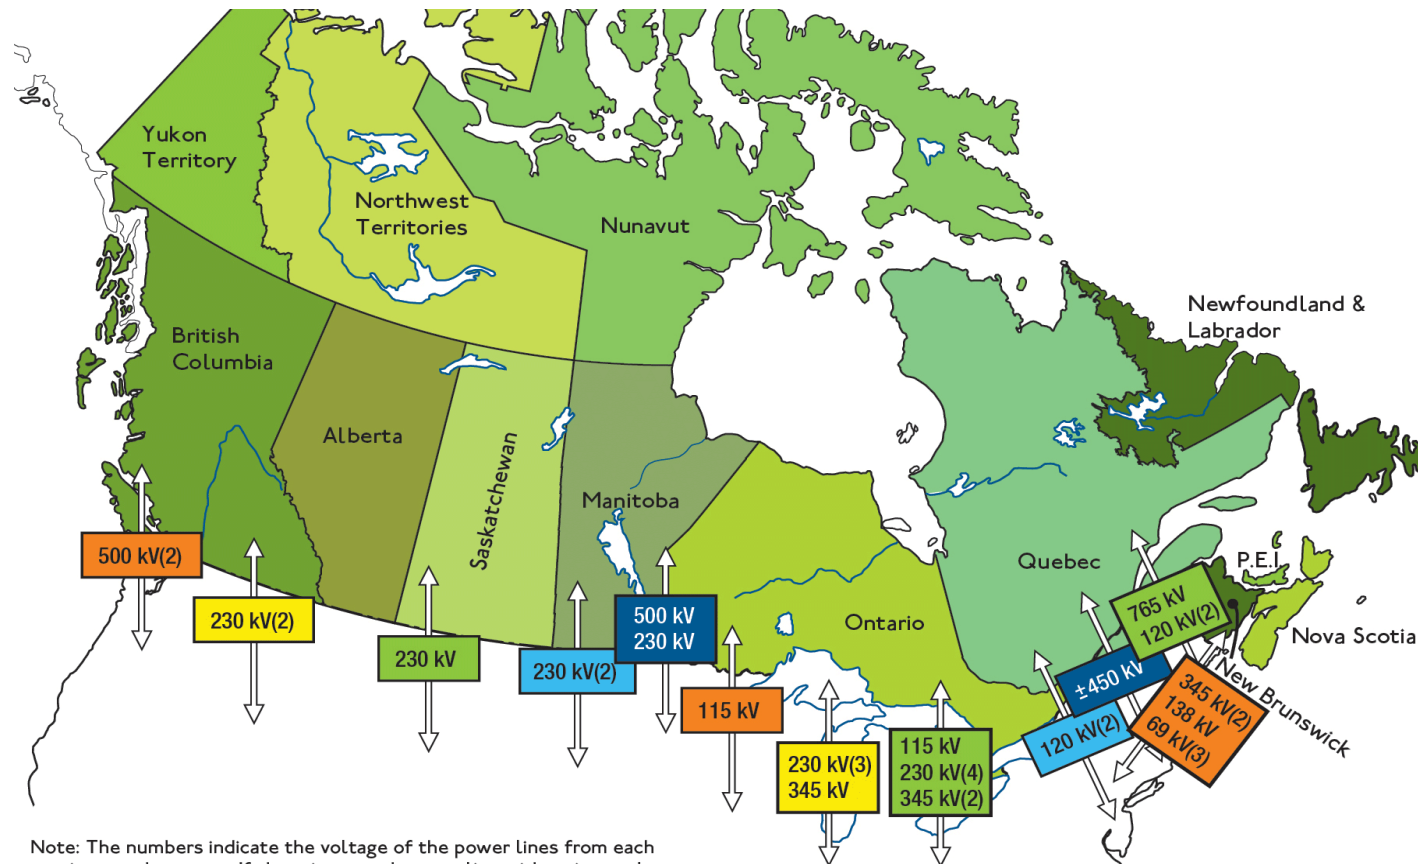 Yukon
Territory
Northwest
Territories
Nunavut
Newfoundland &
Labrador
British
Columbia
Alberta
Saskatchewan
Manitoba
Ontario
Quebec
P.E.I.
Nova Scotia
New Brunswick
500 kV(2)
230 kV(2)
230 kV
230 kV(2)
500 kV
230 kV
115 kV
230 kV(3)
345 kV
115 kV
230 kV(4)
345 kV(2)
120 kV(2)
±450 kV
765 kV
120 kV(2)
345 kV(2)
138 kV
69 kV(3)
Note: The numbers indicate the voltage of the power lines from each